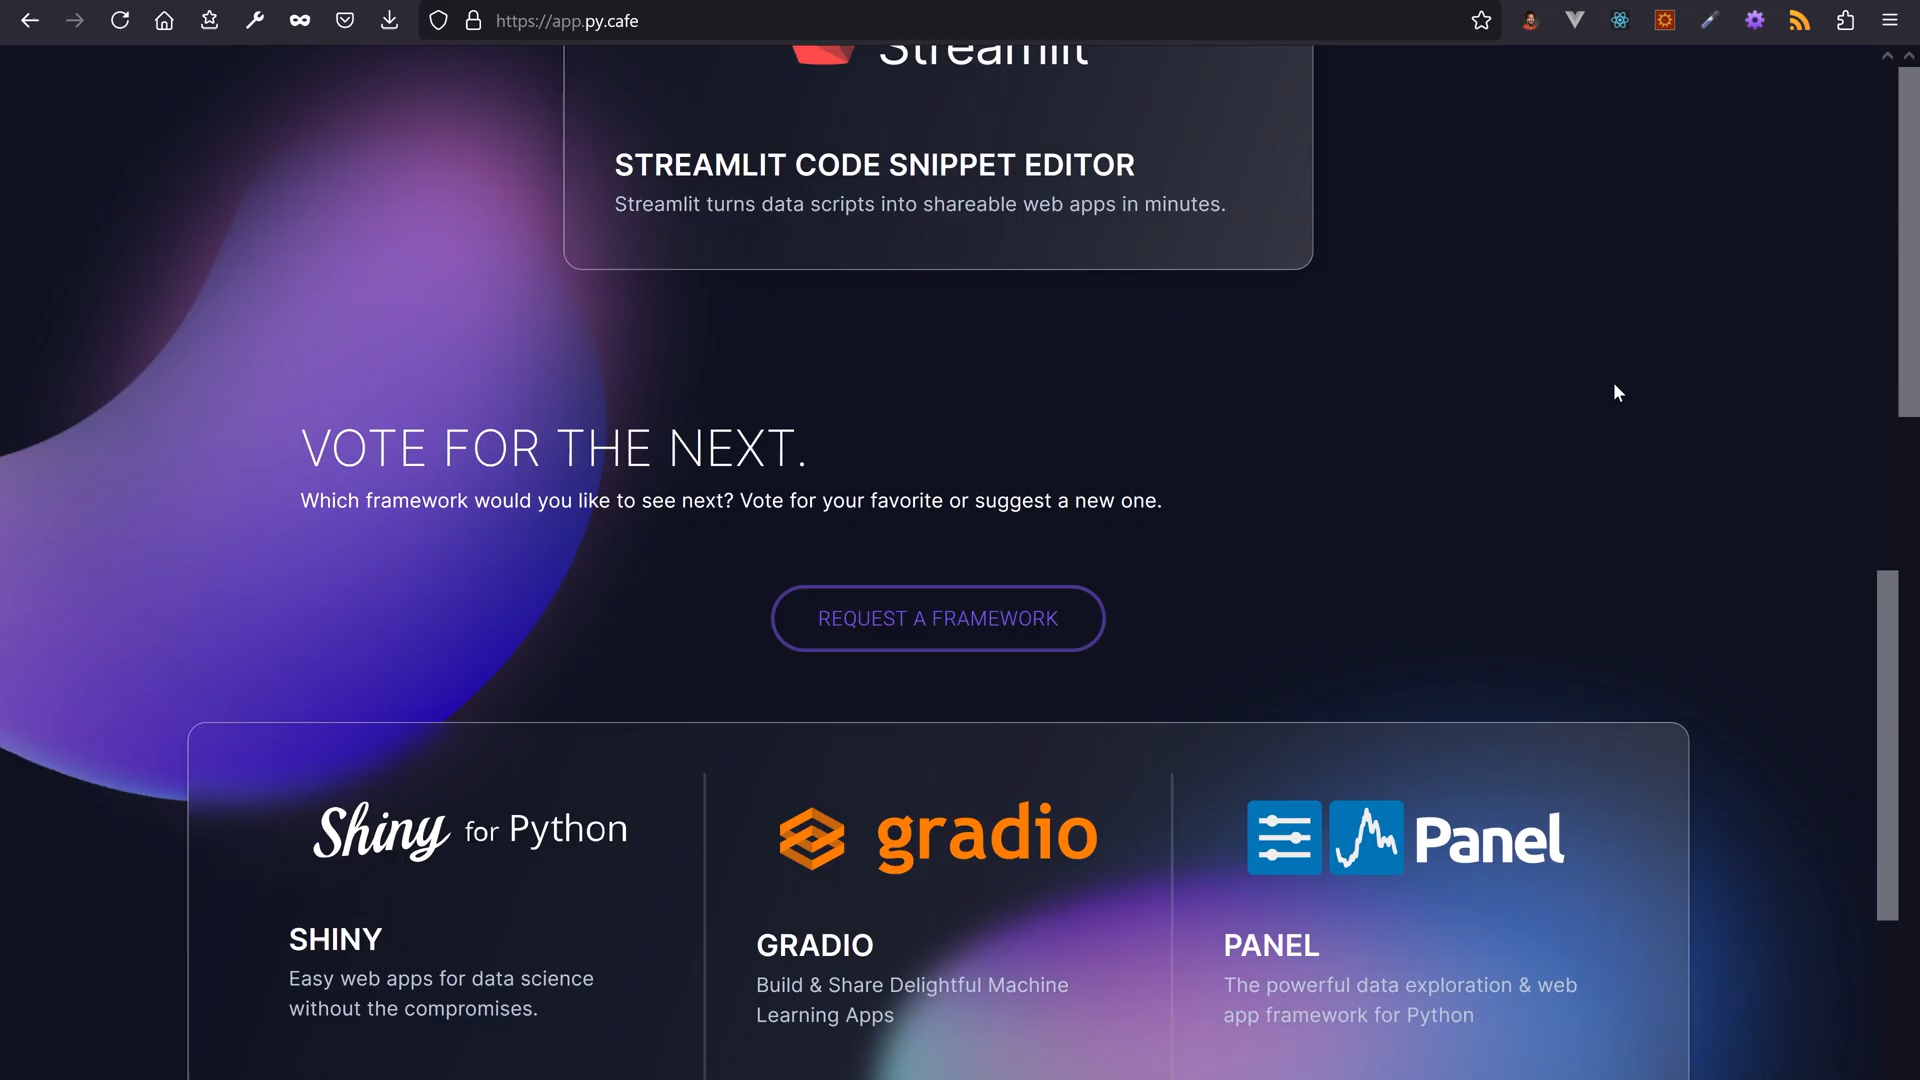 https://app.py.cafe
Streamlit
STREAMLIT CODE SNIPPET EDITOR
Streamlit turns data scripts into shareable web apps in minutes.
VOTE FOR THE NEXT.
Which framework would you like to see next? Vote for your favorite or suggest a new one.
REQUEST A FRAMEWORK
Shiny for Python
SHINY
Easy web apps for data science
without the compromises.
gradio
GRADIO
Build & Share Delightful Machine
Learning Apps
Panel
PANEL
The powerful data exploration & web
app framework for Python